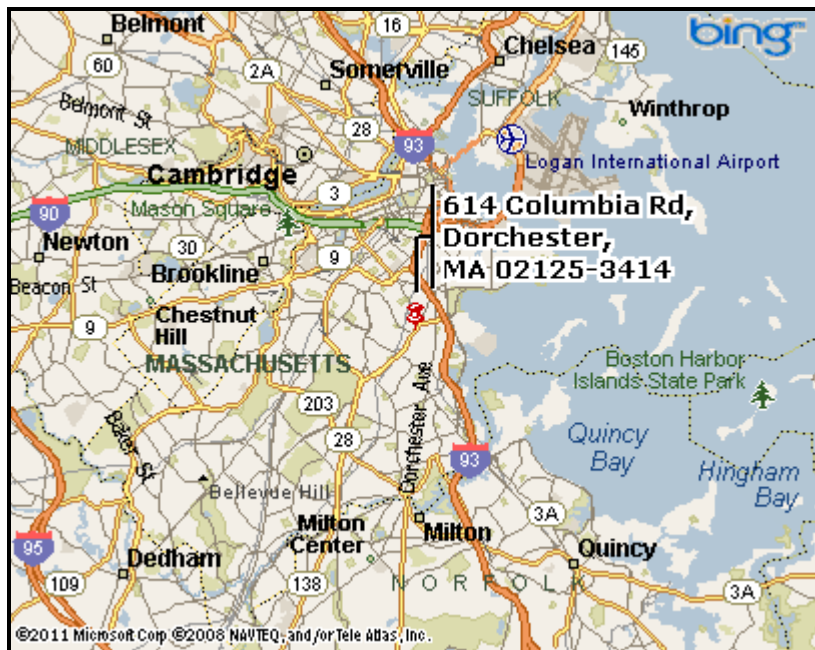 Belmont
16
bing™
Chelsea
145
60
2A
Somerville
SUFFOLK
Belmont St
28
93
Winthrop
MIDDLESEX
Logan International Airport
Cambridge
3
90
Mason Square
614 Columbia Rd,
Dorchester,
MA 02125-3414
Newton
30
9
Brookline
Beacon St
Chestnut
Hill
9
MASSACHUSETTS
Boston Harbor
Islands State Park
203
Dorchester Ave
Baker St
28
Quincy
Bay
93
Hingham
Bay
Bellevue Hill
3A
Milton
Center
Milton
95
Dedham
Quincy
109
138
NORFOLK
3A
©2011 Microsoft Corp ©2008 NAVTEQ, and/or Tele Atlas, Inc.